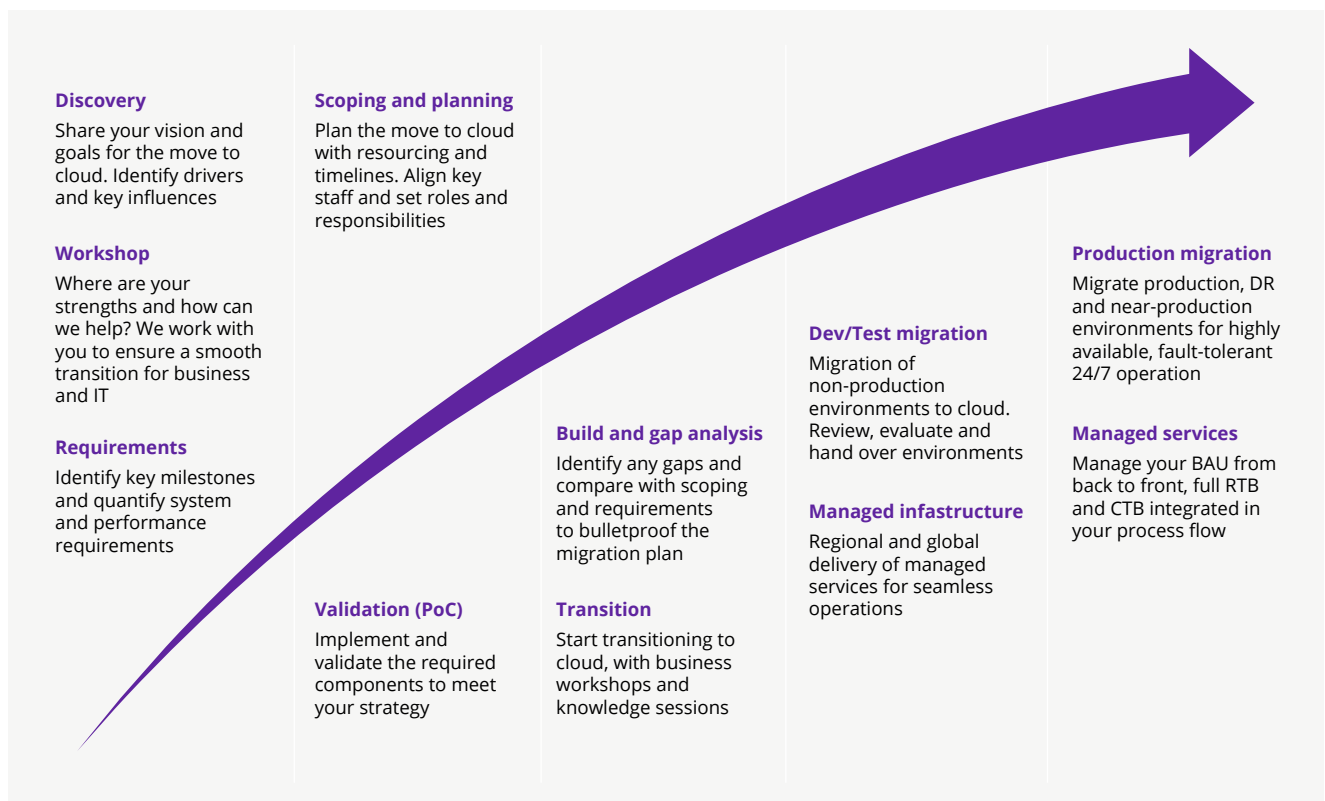 Discovery
Share your vision and
goals for the move to
cloud. Identify drivers
and key influences
Workshop
Where are your
strengths and how can
we help? We work with
you to ensure a smooth
transition for business
and IT
Requirements
Identify key milestones
and quantify system
and performance
requirements
Scoping and planning
Plan the move to cloud
with resourcing and
timelines. Align key
staff and set roles and
responsibilities
Validation (PoC)
Implement and
validate the required
components to meet
your strategy
Build and gap analysis
Identify any gaps and
compare with scoping
and requirements
to bulletproof the
migration plan
Transition
Start transitioning to
cloud, with business
workshops and
knowledge sessions
Dev/Test migration
Migration of
non-production
environments to cloud.
Review, evaluate and
hand over environments
Managed infastructure
Regional and global
delivery of managed
services for seamless
operations
Production migration
Migrate production, DR
and near-production
environments for highly
available, fault-tolerant
24/7 operation
Managed services
Manage your BAU from
back to front, full RTB
and CTB integrated in
your process flow